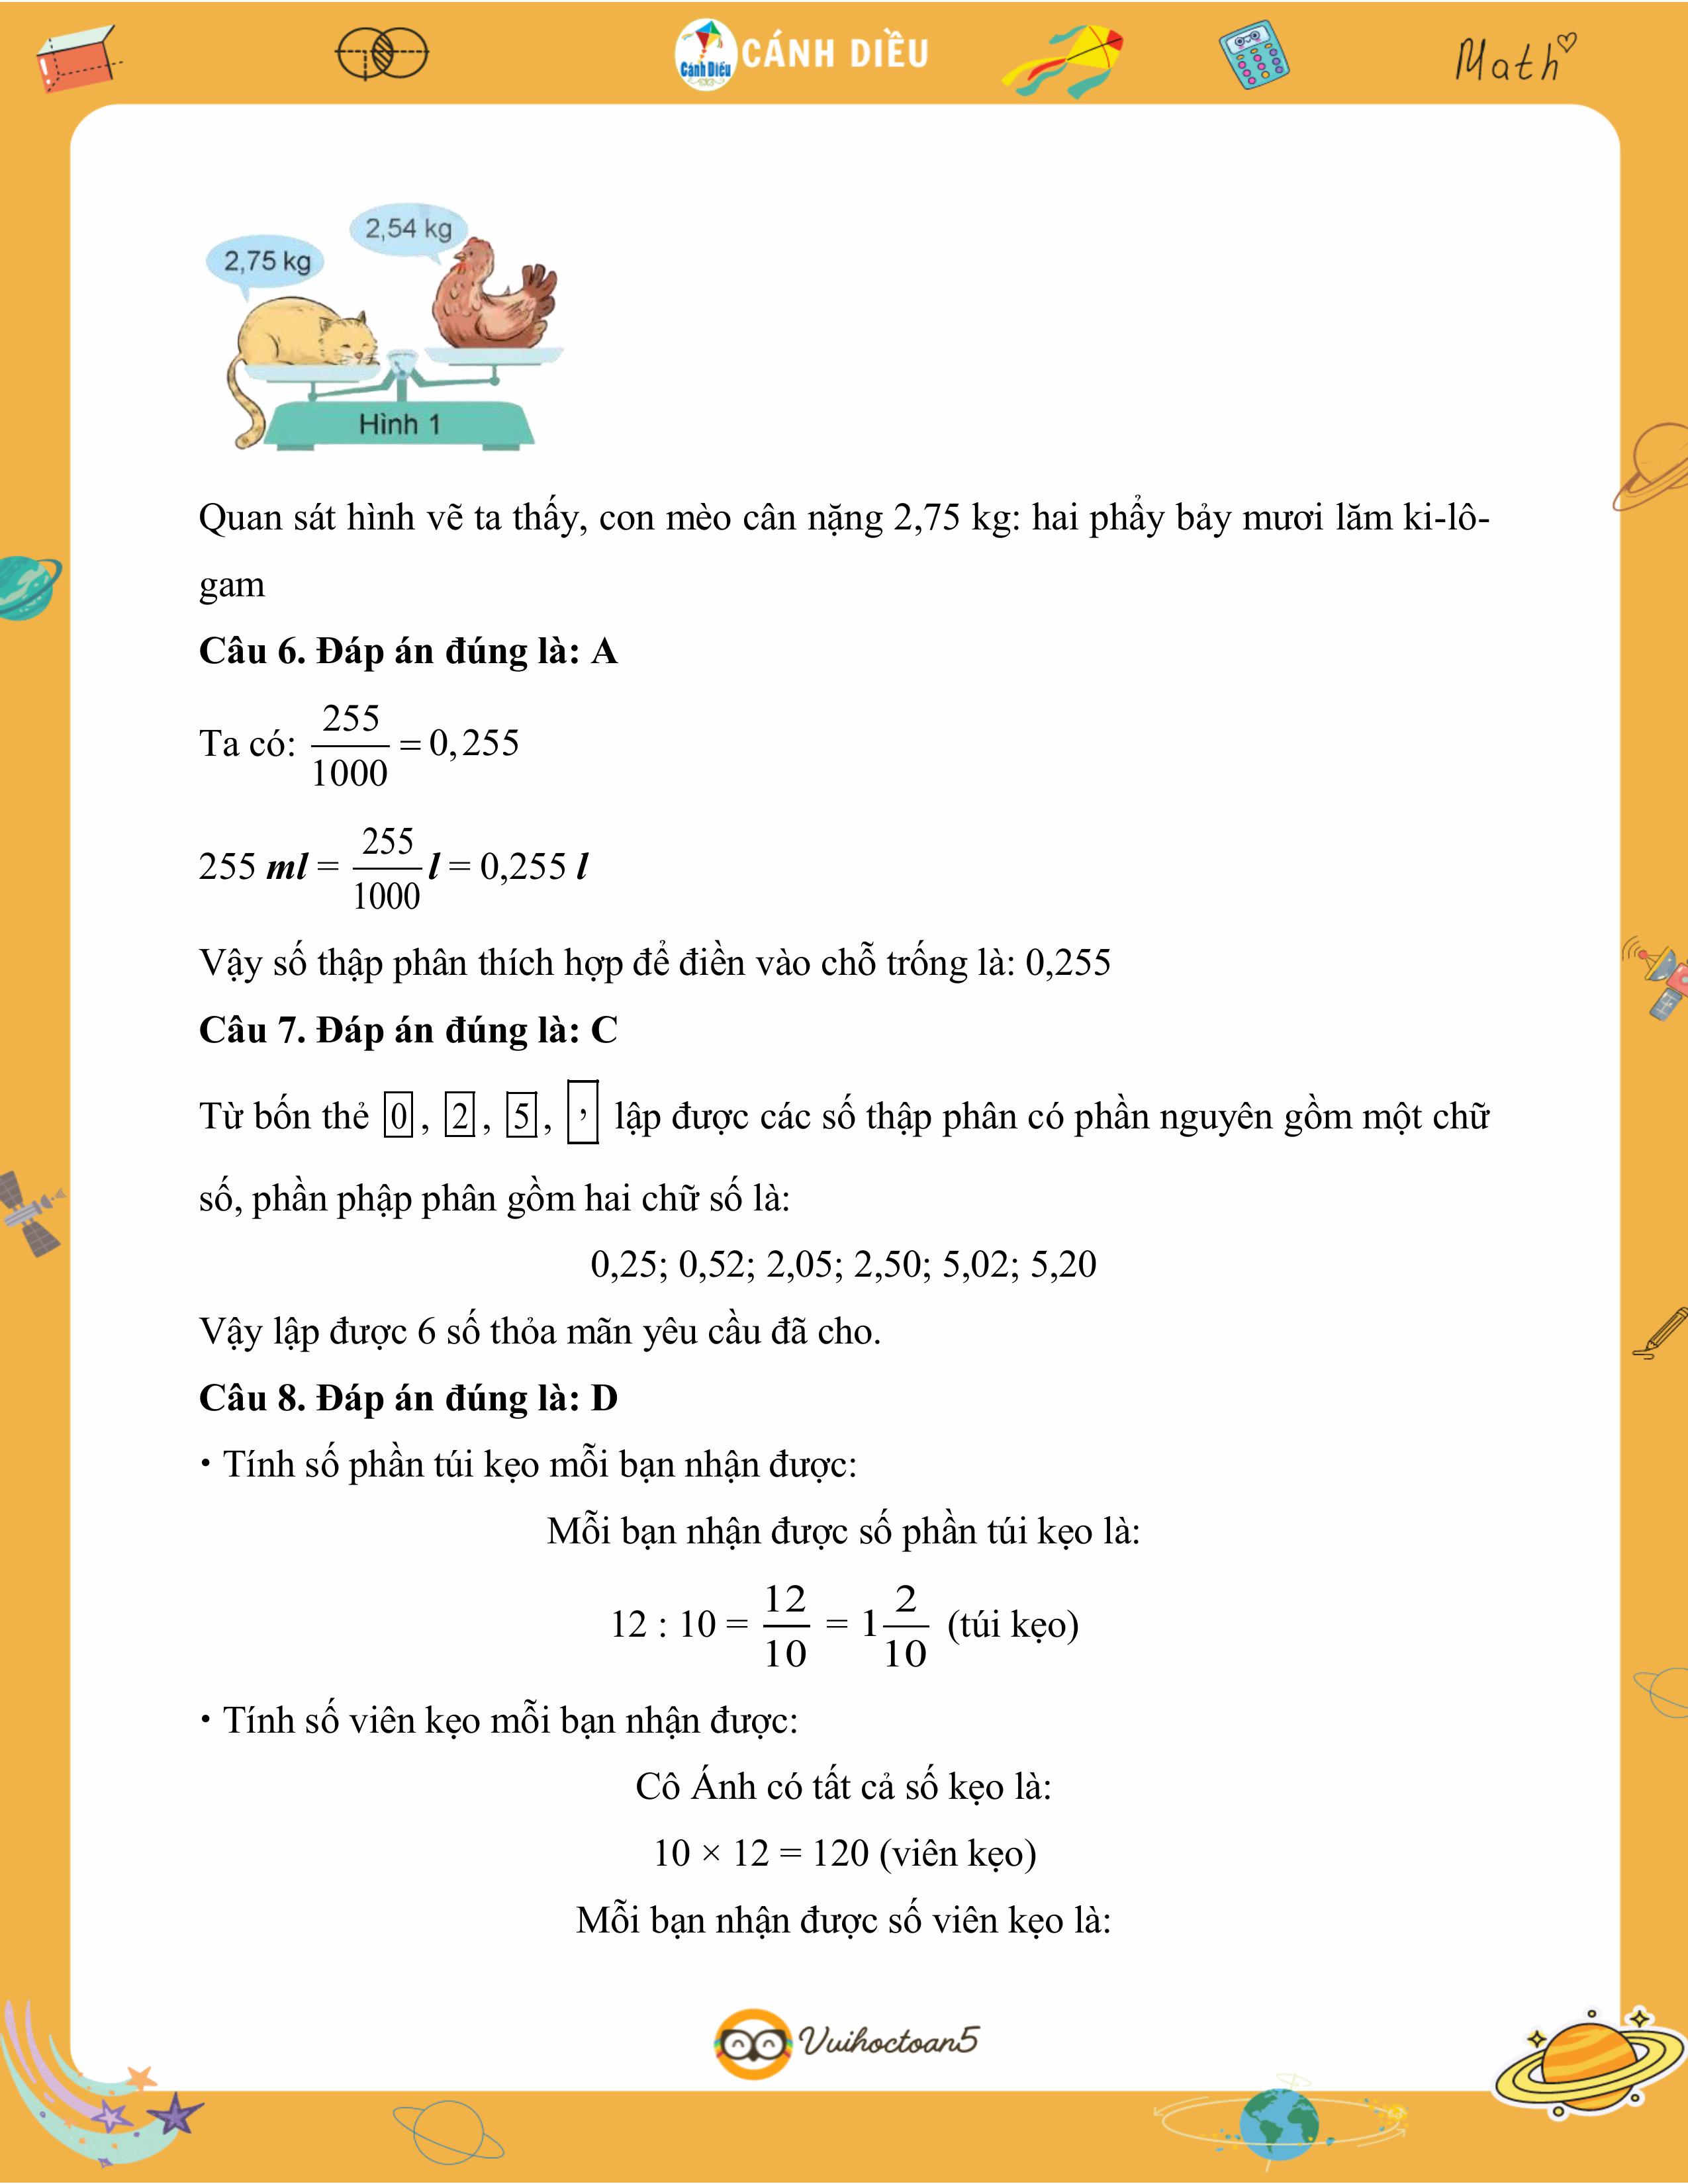 Cánh Diều CÁNH DIỀU
Math
2,54 kg
2,75 kg
Hình 1
Quan sát hình vẽ ta thấy, con mèo cân nặng 2,75 kg: hai phẩy bảy mươi lăm ki-lô-
gam
Câu 6. Đáp án đúng là: A
Ta có: 255/1000 = 0,255
255 ml = 255/1000 l = 0,255 l
Vậy số thập phân thích hợp để điền vào chỗ trống là: 0,255
Câu 7. Đáp án đúng là: C
Từ bốn thẻ 0 , 2 , 5 , , lập được các số thập phân có phần nguyên gồm một chữ
số, phần phập phân gồm hai chữ số là:
0,25; 0,52; 2,05; 2,50; 5,02; 5,20
Vậy lập được 6 số thỏa mãn yêu cầu đã cho.
Câu 8. Đáp án đúng là: D
• Tính số phần túi kẹo mỗi bạn nhận được:
Mỗi bạn nhận được số phần túi kẹo là:
12 : 10 = 12/10 = 1 2/10 (túi kẹo)
• Tính số viên kẹo mỗi bạn nhận được:
Cô Ánh có tất cả số kẹo là:
10 × 12 = 120 (viên kẹo)
Mỗi bạn nhận được số viên kẹo là:
Vuihoctoan5